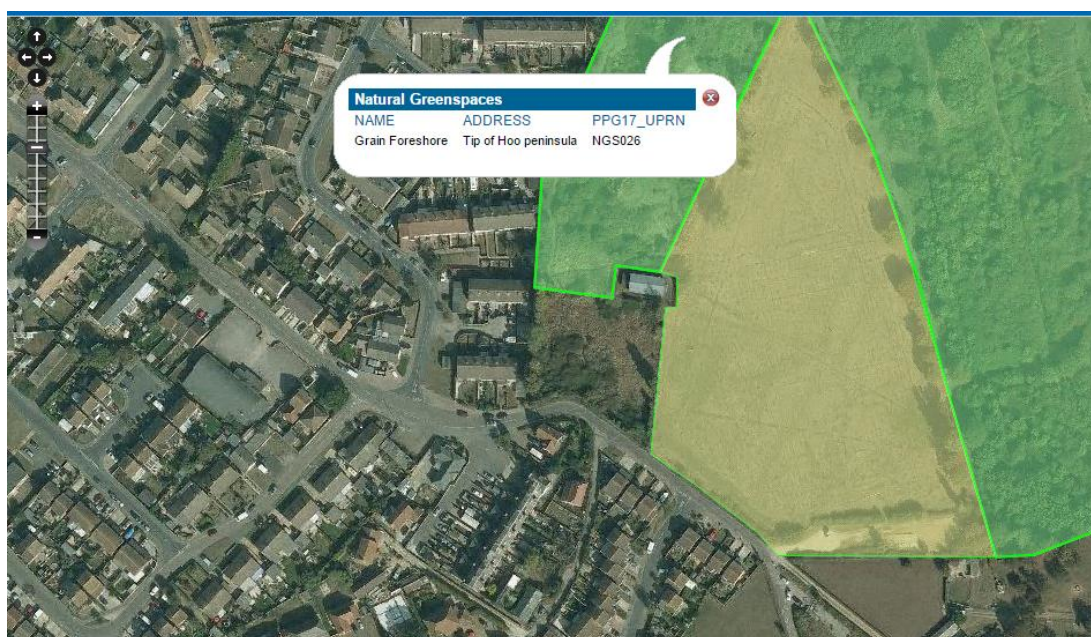 Natural Greenspaces
NAME ADDRESS PPG17_UPRN
Grain Foreshore Tip of Hoo peninsula NGS026